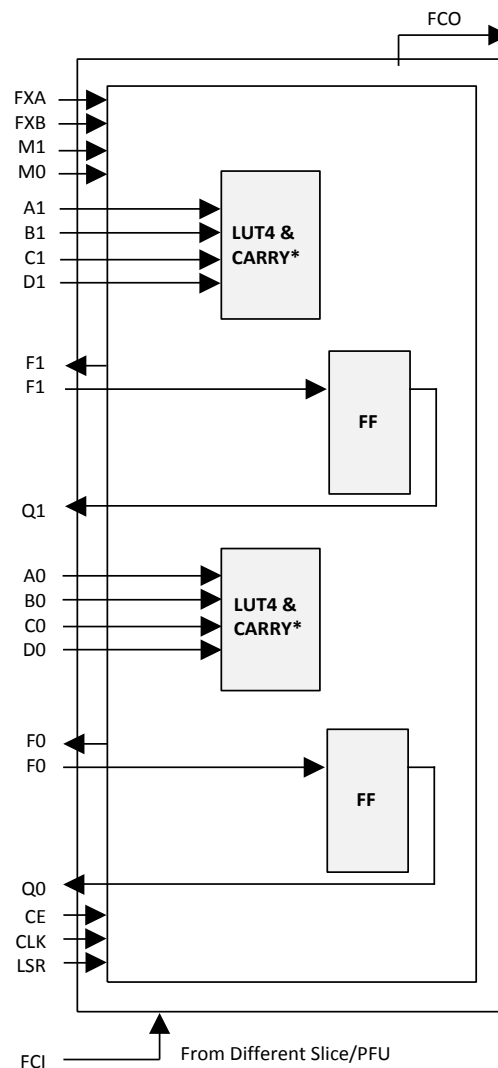 FCO
FXA
FXB
M1
M0
A1
B1
C1
D1
LUT4 &
CARRY*
F1
F1
FF
Q1
A0
B0
C0
D0
LUT4 &
CARRY*
F0
F0
FF
Q0
CE
CLK
LSR
FCI
From Different Slice/PFU